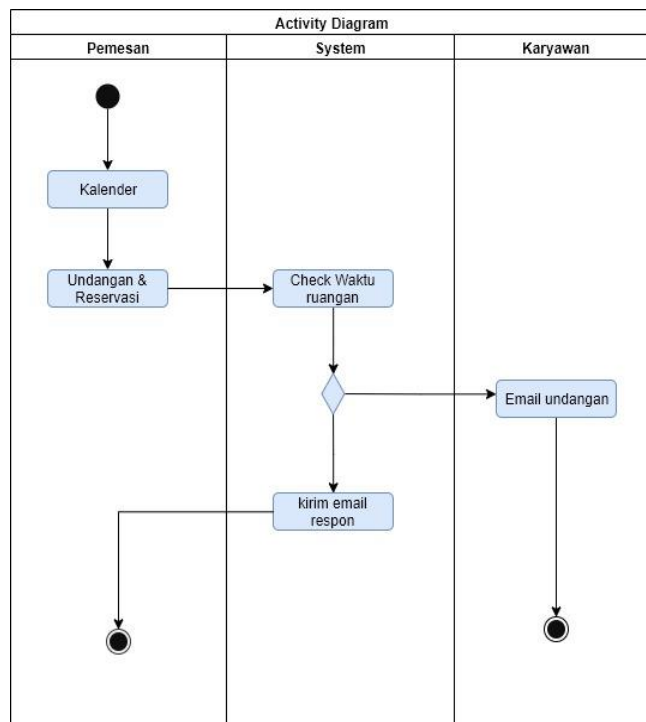 Activity Diagram
Pemesan
System
Karyawan
Kalender
Undangan &
Reservasi
Check Waktu
ruangan
Email undangan
kirim email
respon